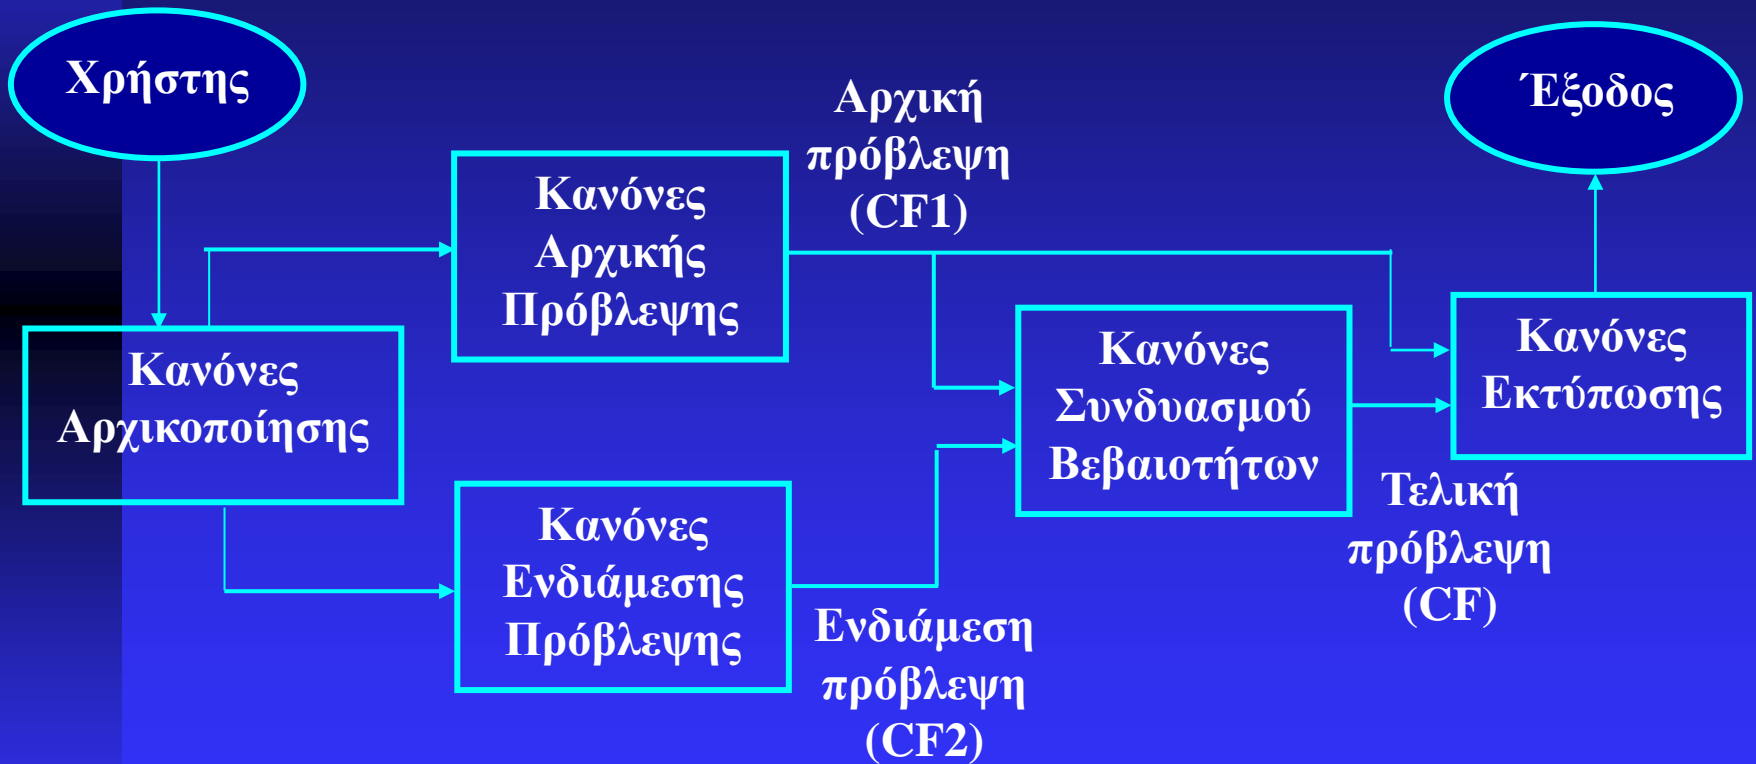 Χρήστης
Κανόνες
Αρχικοποίησης
Κανόνες
Αρχικής
Πρόβλεψης
Αρχική
πρόβλεψη
(CF1)
Κανόνες
Ενδιάμεσης
Πρόβλεψης
Ενδιάμεση
πρόβλεψη
(CF2)
Κανόνες
Συνδυασμού
Βεβαιοτήτων
Τελική
πρόβλεψη
(CF)
Κανόνες
Εκτύπωσης
Έξοδος